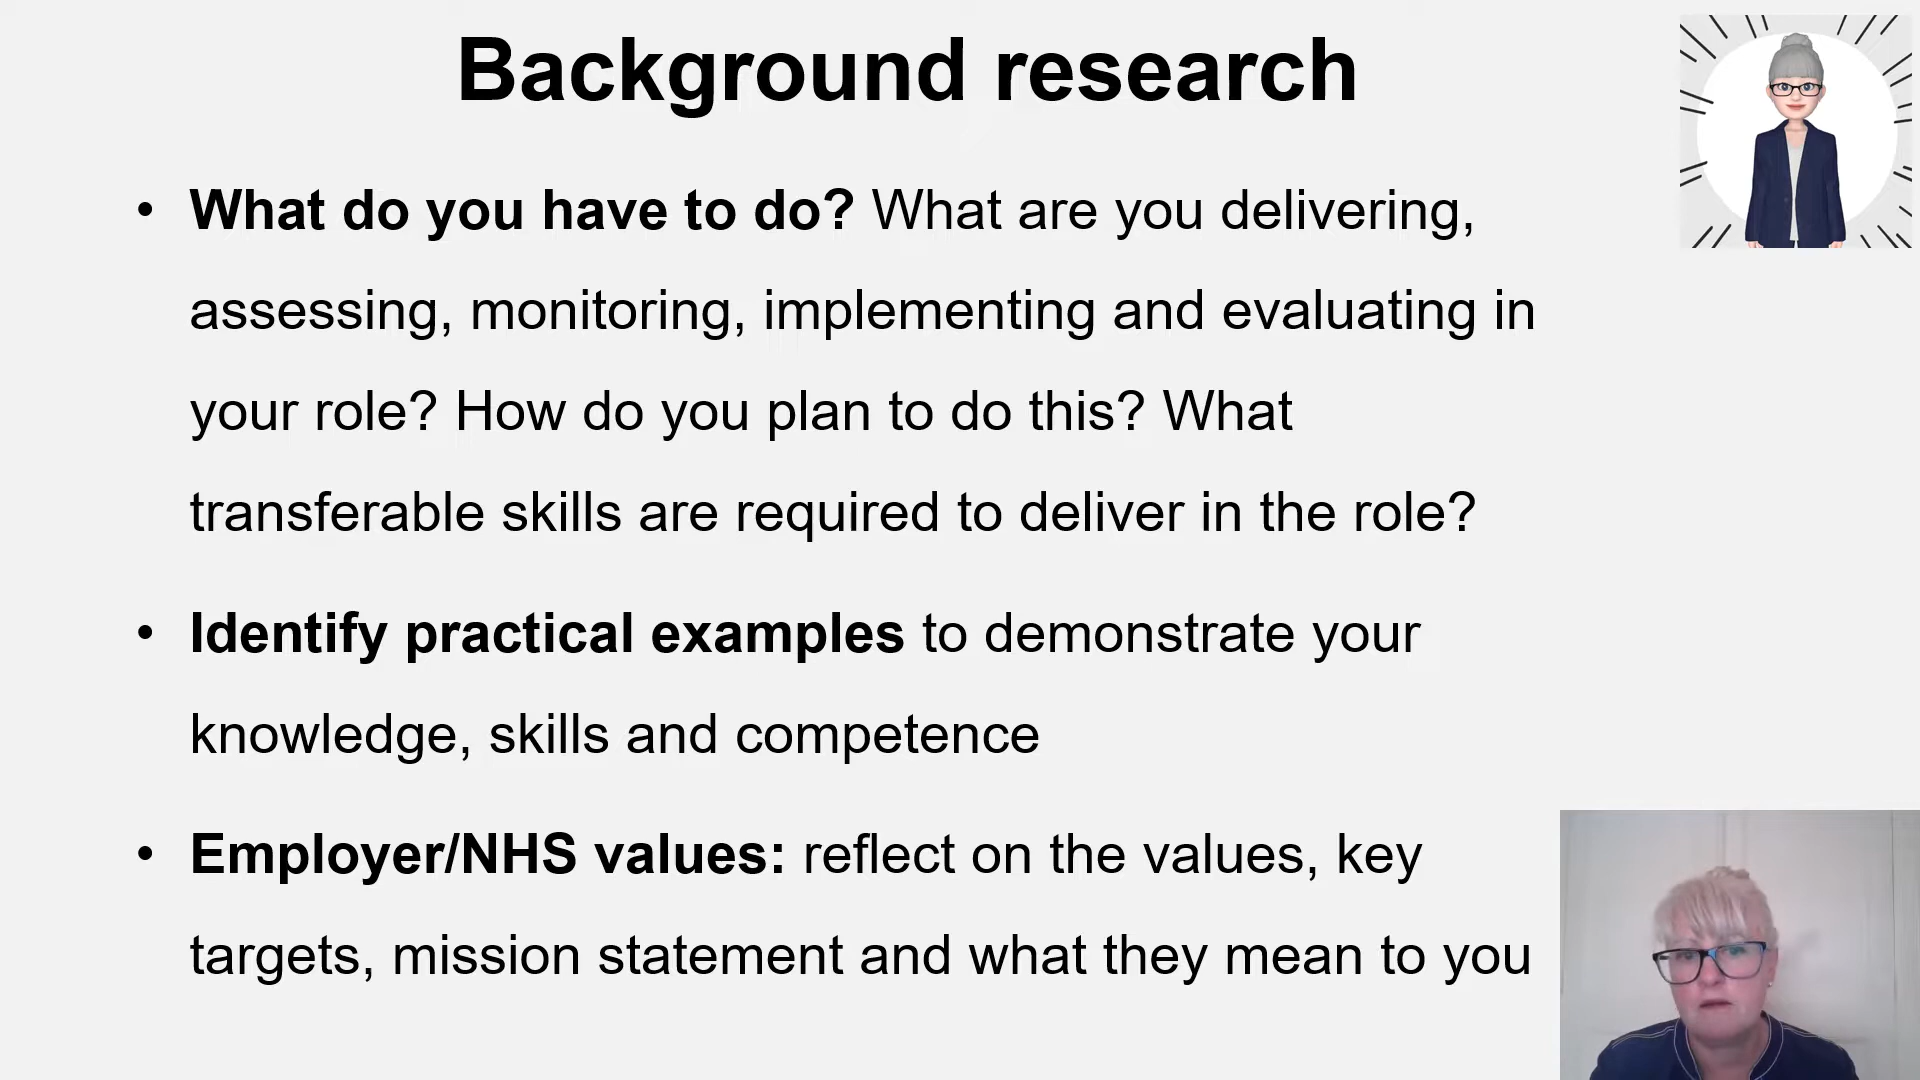 Background research
• What do you have to do? What are you delivering,
assessing, monitoring, implementing and evaluating in
your role? How do you plan to do this? What
transferable skills are required to deliver in the role?
• Identify practical examples to demonstrate your
knowledge, skills and competence
• Employer/NHS values: reflect on the values, key
targets, mission statement and what they mean to you